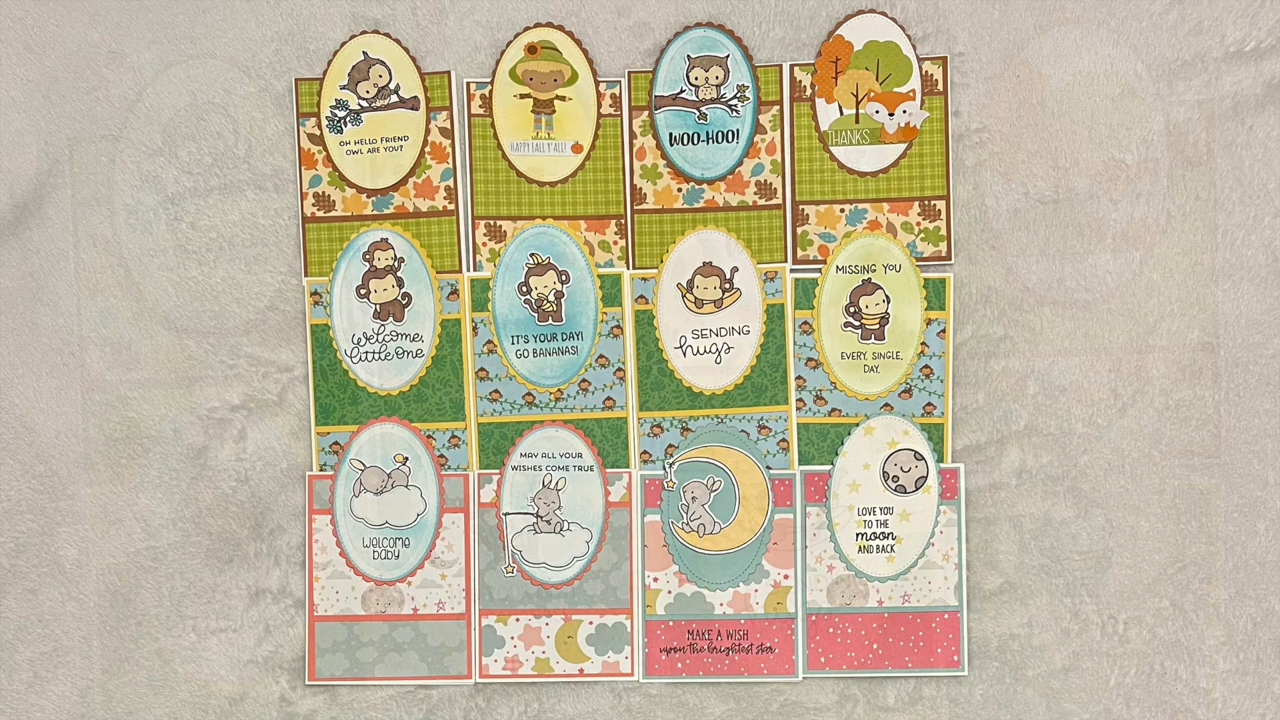 OH HELLO FRIEND
OWL ARE YOU?
HAPPY FALL Y'ALL!
WOO-HOO!
THANKS
welcome,
little one
IT'S YOUR DAY!
GO BANANAS!
SENDING
hugs
MISSING YOU
EVERY. SINGLE.
DAY.
WELCOME
BABY
MAY ALL YOUR
WISHES COME TRUE
MAKE A WISH
upon the brightest star
LOVE YOU
TO THE
moon
AND BACK